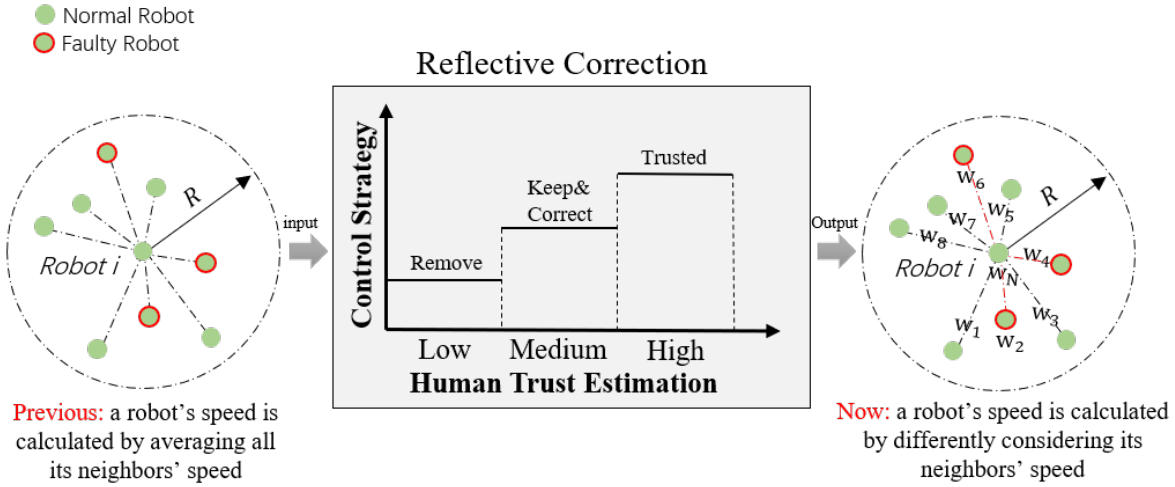 Normal Robot
Faulty Robot
Reflective Correction
R
Robot i
Previous: a robot's speed is
calculated by averaging all
its neighbors' speed
input
Control Strategy
Remove
Keep&
Correct
Trusted
Low Medium High
Human Trust Estimation
Output
R
Robot i
w6
w5
w7
w8
w4
wN
w3
w1
w2
Now: a robot's speed is calculated
by differently considering its
neighbors' speed